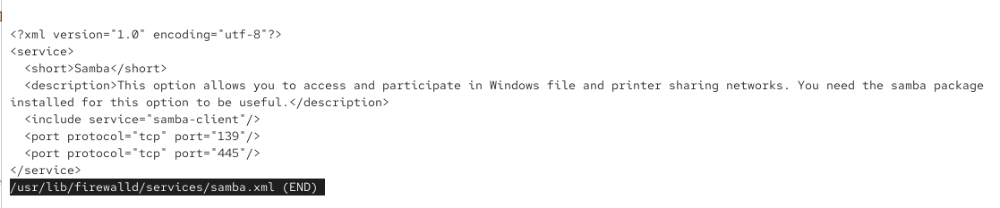 <?xml version="1.0" encoding="utf-8"?>
<service>
  <short>Samba</short>
  <description>This option allows you to access and participate in Windows file and printer sharing networks. You need the samba package
installed for this option to be useful.</description>
  <include service="samba-client"/>
  <port protocol="tcp" port="139"/>
  <port protocol="tcp" port="445"/>
</service>
/usr/lib/firewalld/services/samba.xml (END)